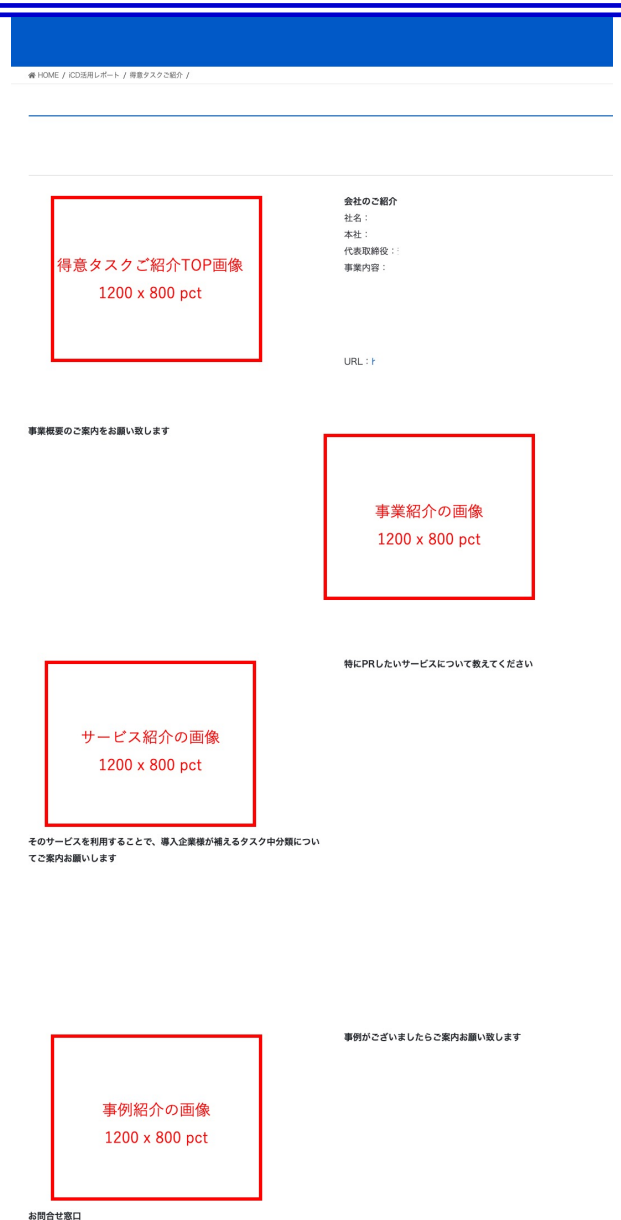 HOME / iCD活用レポート / 得意タスクご紹介 /
得意タスクご紹介TOP画像
1200 x 800 pct
会社のご紹介
社名：
本社：
代表取締役：
事業内容：
URL：
事業概要のご案内をお願い致します
事業紹介の画像
1200 x 800 pct
サービス紹介の画像
1200 x 800 pct
特にPRしたいサービスについて教えてください
そのサービスを利用することで、導入企業様が補えるタスク中分類につい
てご案内お願いします
事例紹介の画像
1200 x 800 pct
事例がございましたらご案内お願い致します
お問合せ窓口